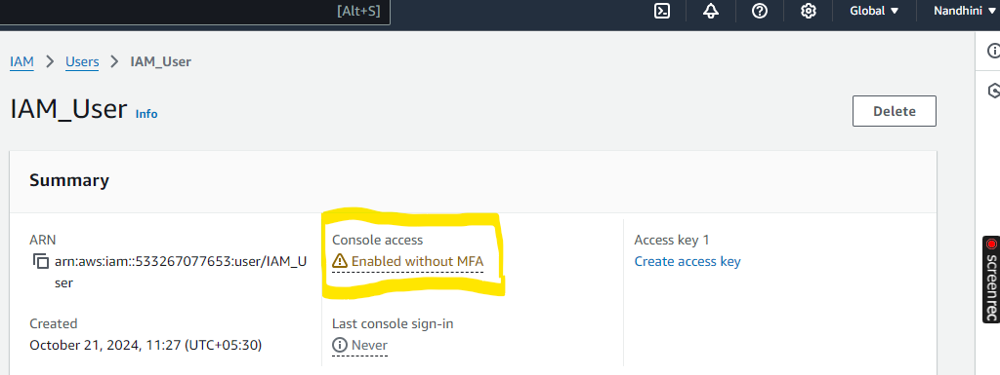 [Alt+S]
Global
Nandhini
IAM > Users > IAM_User
IAM_User Info
Delete
Summary
ARN
arn:aws:iam::533267077653:user/IAM_U
ser
Console access
Enabled without MFA
Access key 1
Create access key
Created
October 21, 2024, 11:27 (UTC+05:30)
Last console sign-in
Never
screenrec